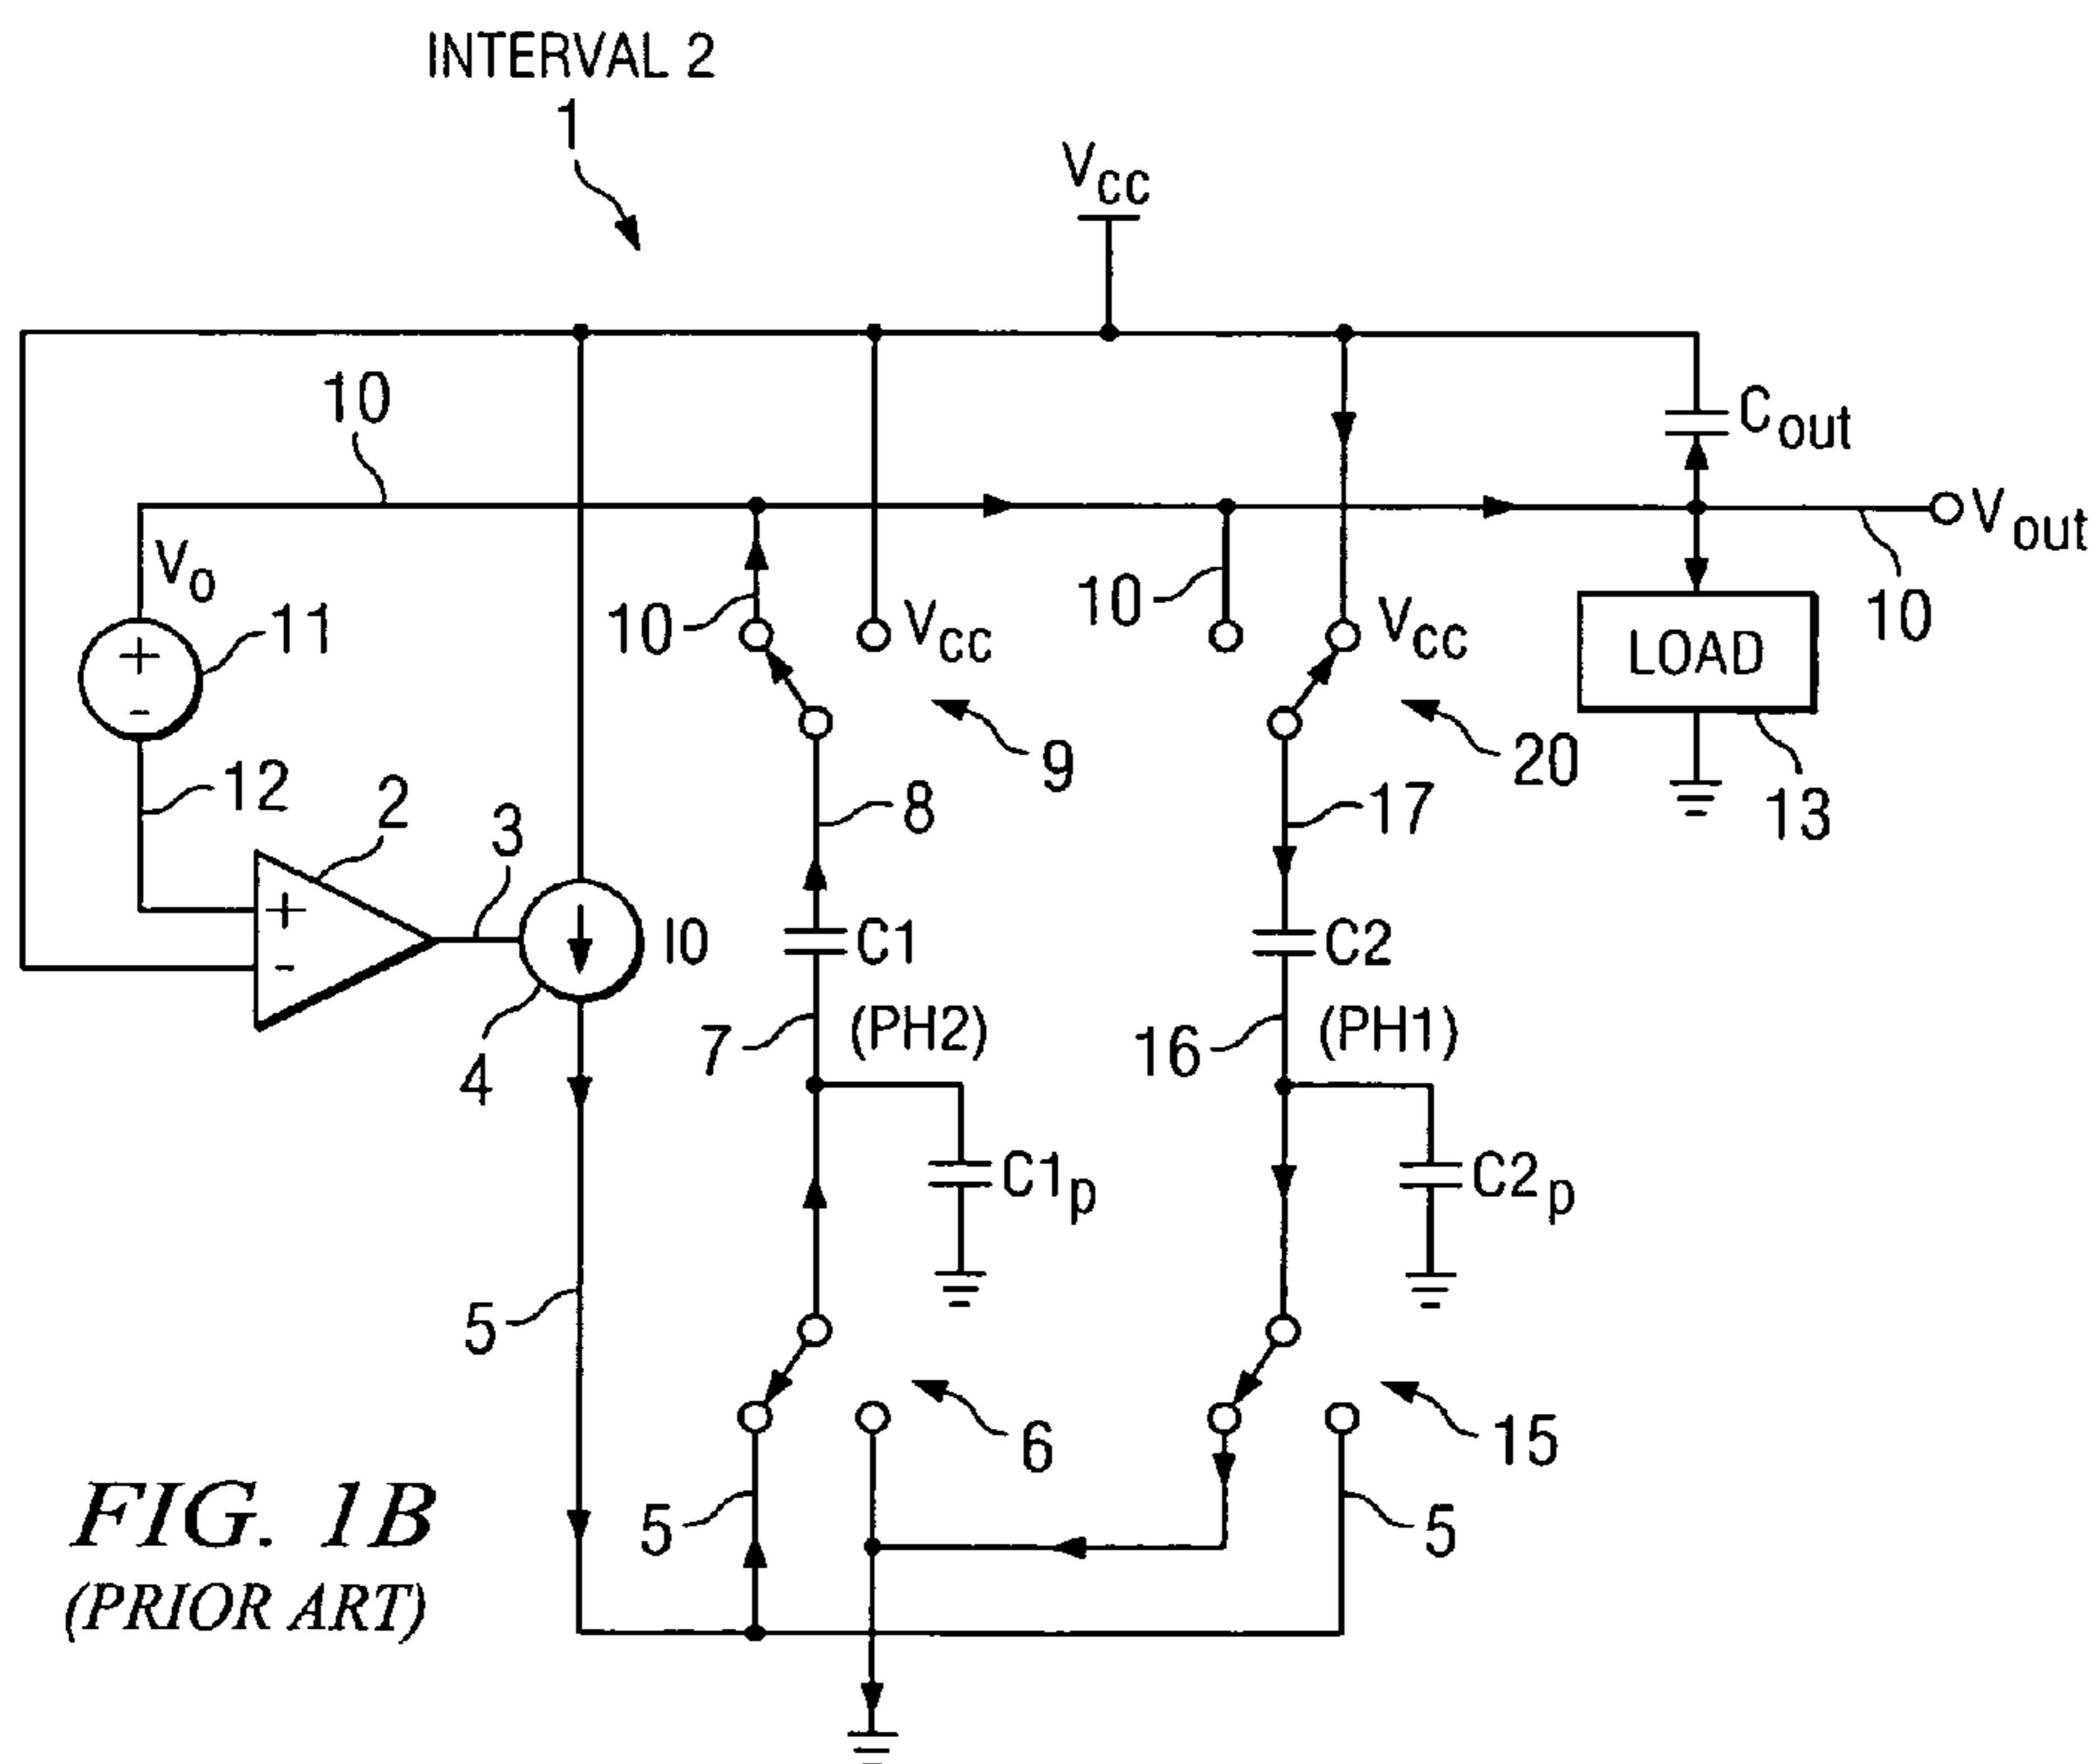 INTERVAL 2
1
Vcc
10
Cout
Vo
Vout
11
10
Vcc
10
Vcc
10
LOAD
12
2
3
9
20
8
17
13
+
-
+
-
I0
C1
C2
4
7
(PH2)
16
(PH1)
C1p
C2p
5
6
15
5
5
FIG. 1B
(PRIOR ART)